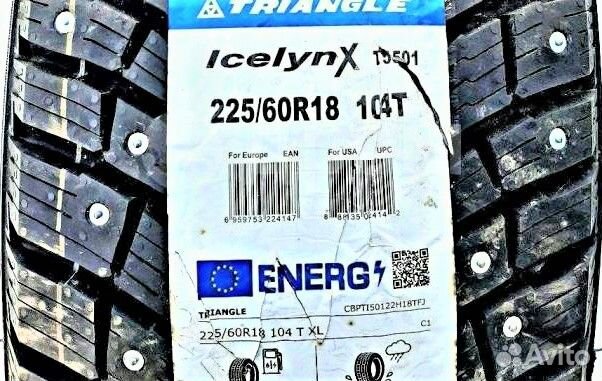 TRIANGLE
IcelynX TI501
225/60R18 104T
For Europe EAN For USA UPC
6 959753 224147
ENERG
TRIANGLE CBPTI50122H18TFJ
225/60R18 104 T XL C1
Avito